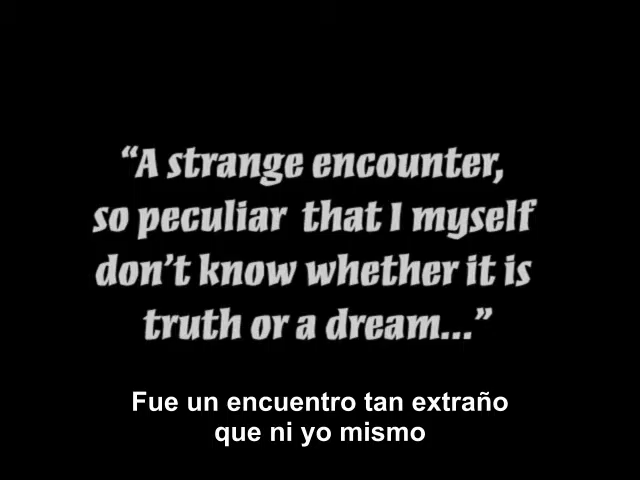 “A strange encounter,
so peculiar that I myself
don’t know whether it is
truth or a dream...”
Fue un encuentro tan extraño
que ni yo mismo